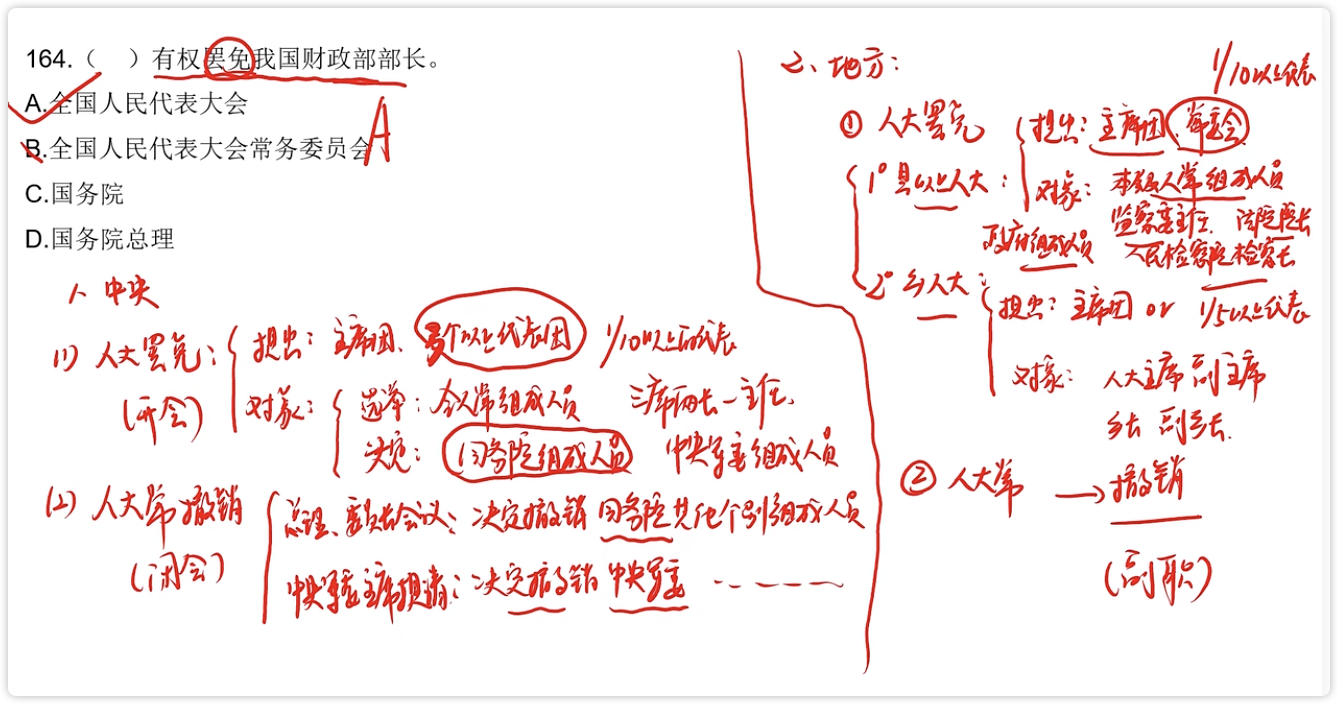 164.（ ）有权罢免我国财政部部长。
A.全国人民代表大会
B.全国人民代表大会常务委员会
A
C.国务院
D.国务院总理
1、中央
(1) 人大罢免：
(开会)
提出：主席团、3个以上代表团 1/10以上的代表
对象：
选举：全人常组成人员 三席两长一主任、
决定：国务院组成人员 中央军委组成人员
(2) 人大常撤销
(闭会)
总理、委员长会议：决定撤销国务院其他个别组成人员
中央军委主席提请：决定撤销中央军委
2、地方：
① 人大罢免
1° 县以上人大：
提出：主席团、常委会 1/10以上代表
对象：本级人常组成人员
政府组成人员 监察委主任、法院院长
人民检察院检察长
2° 乡人大：
提出：主席团 or 1/5以上代表
对象：人大主席 副主席
乡长 副乡长.
② 人大常 → 撤销
(副职)